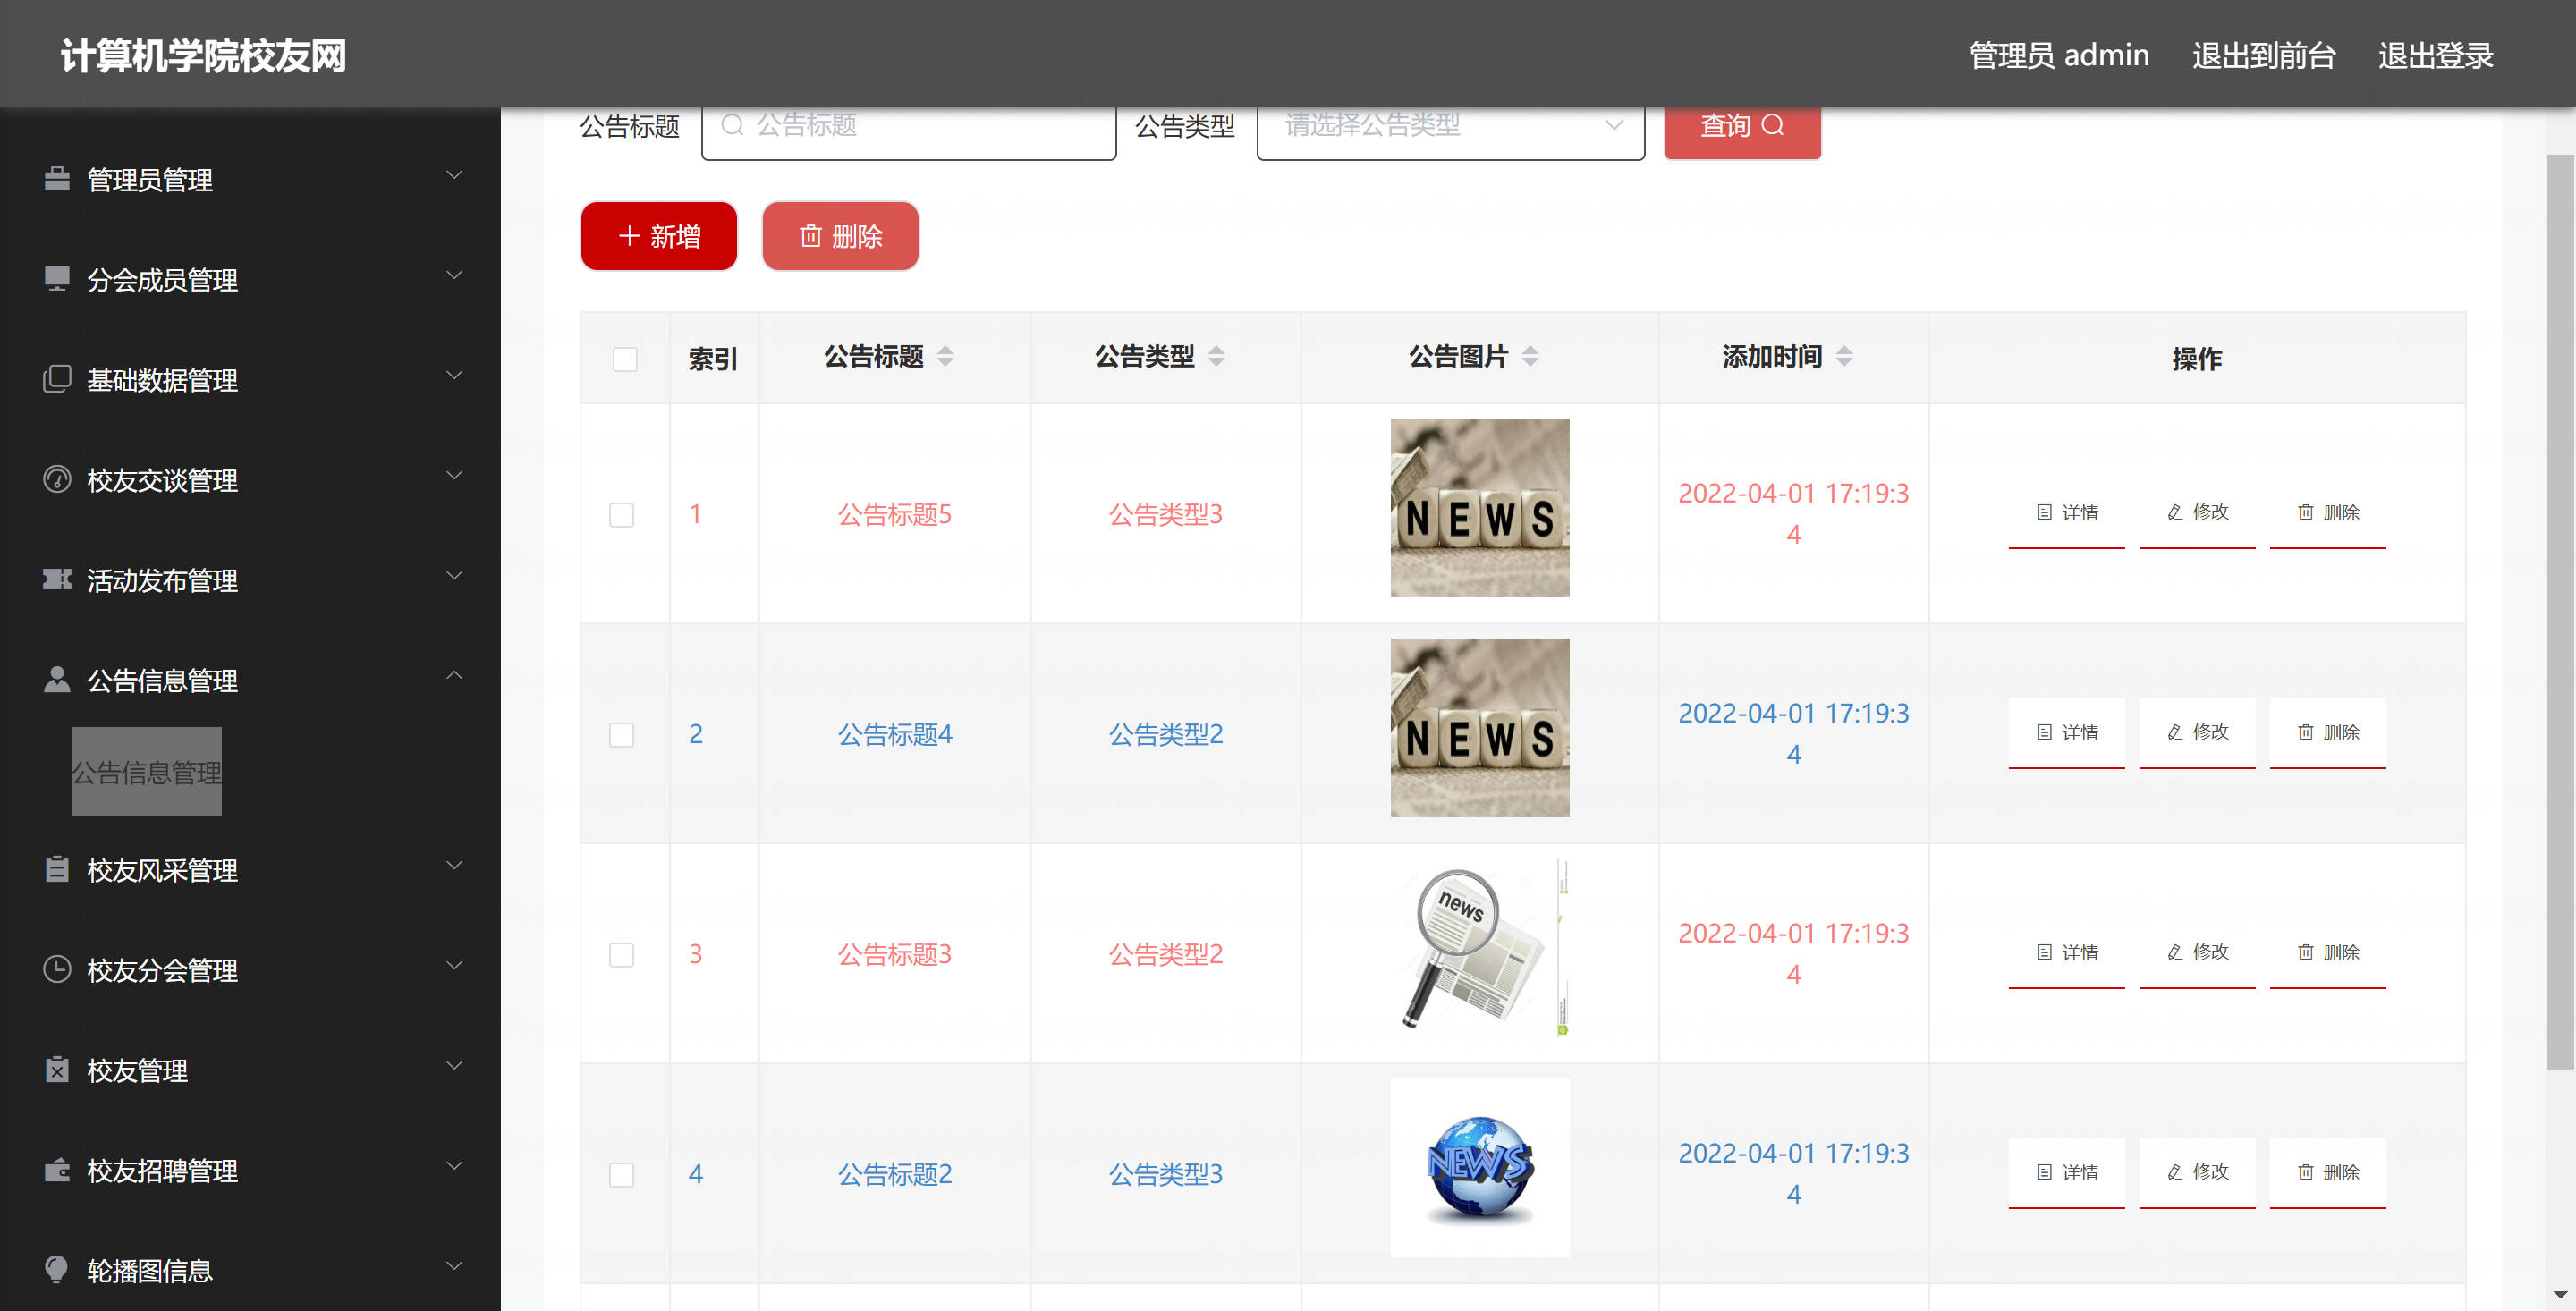 计算机学院校友网
管理员 admin 退出到前台 退出登录
管理员管理
分会成员管理
基础数据管理
校友交谈管理
活动发布管理
公告信息管理
公告信息管理
校友风采管理
校友分会管理
校友管理
校友招聘管理
轮播图信息
公告标题 公告标题 公告类型 请选择公告类型 查询
新增 删除
索引 公告标题 公告类型 公告图片 添加时间 操作
1 公告标题5 公告类型3 NEWS 2022-04-01 17:19:3
4 详情 修改 删除
2 公告标题4 公告类型2 NEWS 2022-04-01 17:19:3
4 详情 修改 删除
3 公告标题3 公告类型2 news 2022-04-01 17:19:3
4 详情 修改 删除
4 公告标题2 公告类型3 NEWS 2022-04-01 17:19:3
4 详情 修改 删除